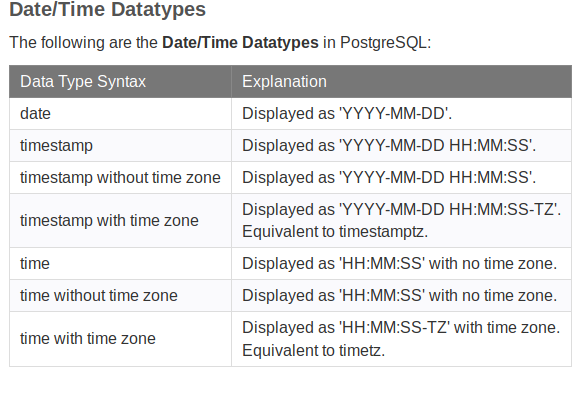 Date/Time Datatypes
The following are the Date/Time Datatypes in PostgreSQL:
Data Type Syntax Explanation
date Displayed as 'YYYY-MM-DD'.
timestamp Displayed as 'YYYY-MM-DD HH:MM:SS'.
timestamp without time zone Displayed as 'YYYY-MM-DD HH:MM:SS'.
timestamp with time zone Displayed as 'YYYY-MM-DD HH:MM:SS-TZ'.
Equivalent to timestamptz.
time Displayed as 'HH:MM:SS' with no time zone.
time without time zone Displayed as 'HH:MM:SS' with no time zone.
time with time zone Displayed as 'HH:MM:SS-TZ' with time zone.
Equivalent to timetz.